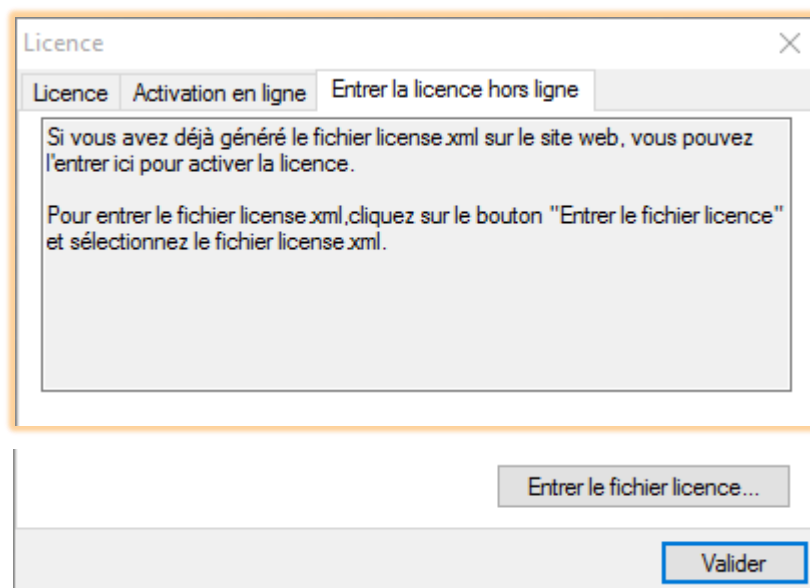 Licence
Licence Activation en ligne Entrer la licence hors ligne
Si vous avez déjà généré le fichier license.xml sur le site web, vous pouvez
l'entrer ici pour activer la licence.
Pour entrer le fichier license.xml,cliquez sur le bouton "Entrer le fichier licence"
et sélectionnez le fichier license.xml.
Entrer le fichier licence...
Valider